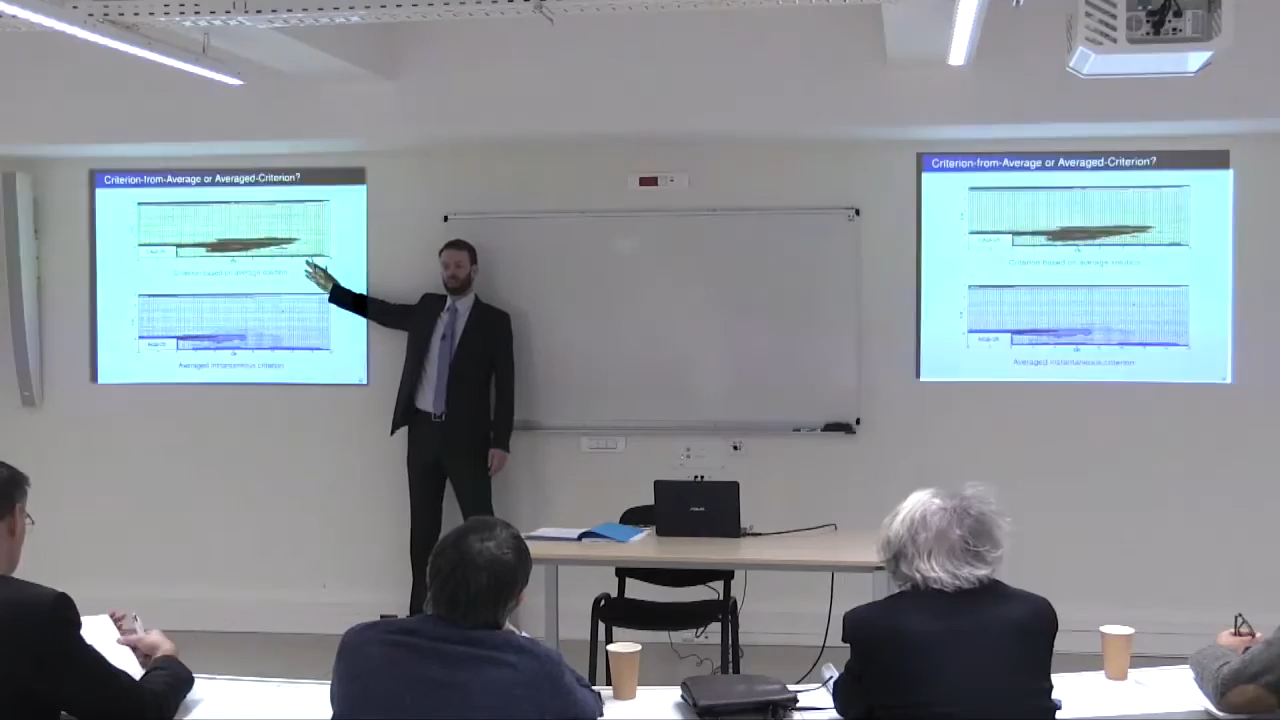 Criterion-from-Average or Averaged-Criterion?
Criterion based on average solution
Averaged instantaneous criterion
Criterion-from-Average or Averaged-Criterion?
Criterion based on average solution
Averaged instantaneous criterion
ASUS